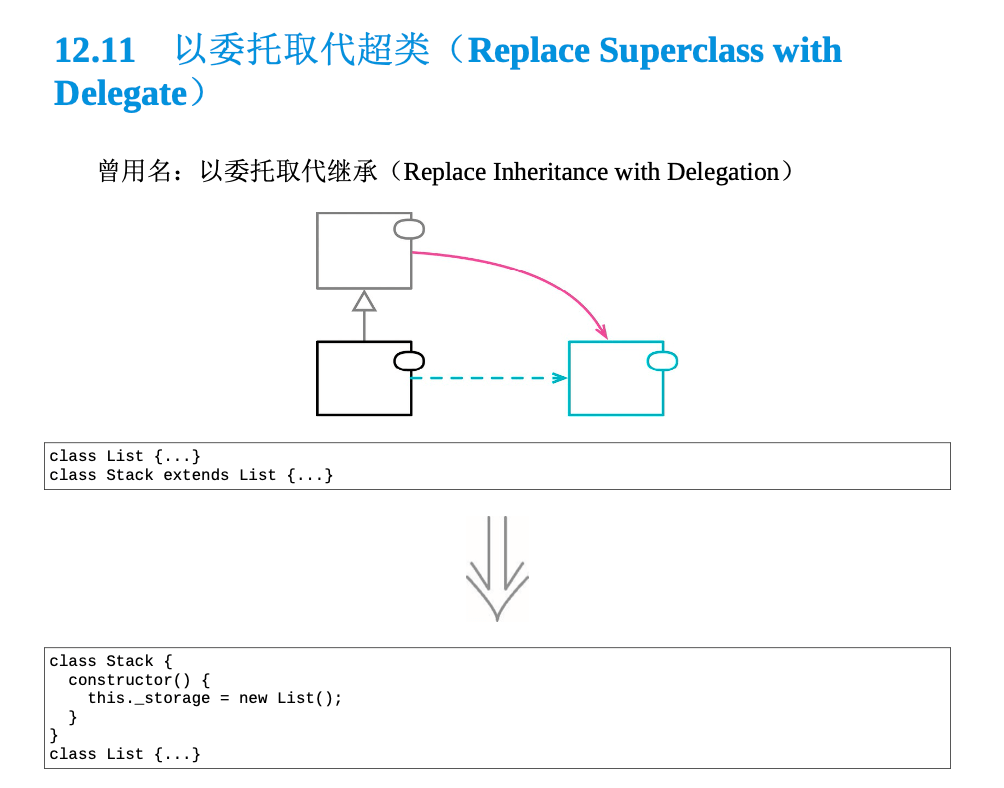 12.11　以委托取代超类（Replace Superclass with
Delegate）
曾用名：以委托取代继承（Replace Inheritance with Delegation）
class List {...}
class Stack extends List {...}
class Stack {
  constructor() {
    this._storage = new List();
  }
}
class List {...}